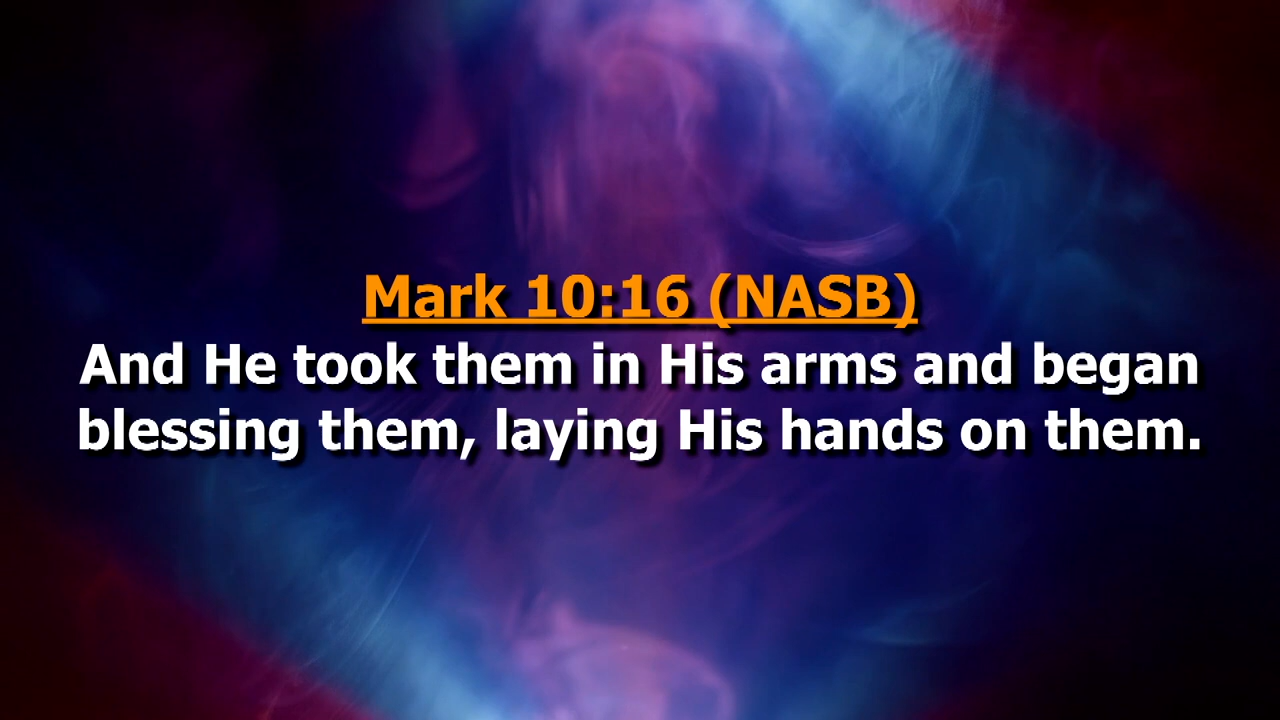 Mark 10:16 (NASB)
And He took them in His arms and began
blessing them, laying His hands on them.